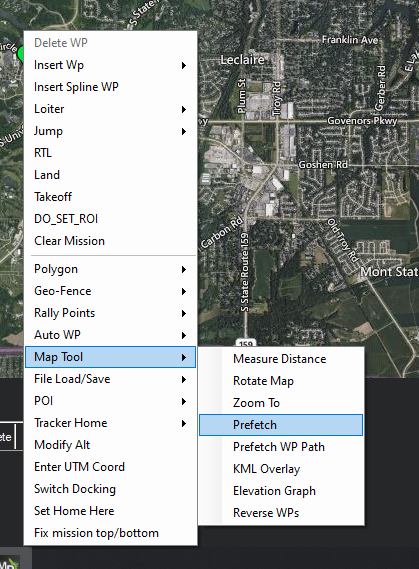 Delete WP
Insert Wp
Insert Spline WP
Loiter
Jump
RTL
Land
Takeoff
DO_SET_ROI
Clear Mission
Polygon
Geo-Fence
Rally Points
Auto WP
Map Tool
File Load/Save
POI
Tracker Home
Modify Alt
Enter UTM Coord
Switch Docking
Set Home Here
Fix mission top/bottom
Measure Distance
Rotate Map
Zoom To
Prefetch
Prefetch WP Path
KML Overlay
Elevation Graph
Reverse WPs
Leclaire
Franklin Ave
Plum St
Troy Rd
Gerber Rd
Govenors Pkwy
Goshen Rd
Carbon Rd
Old Troy Rd
S State Route 159
Mont Stat
159